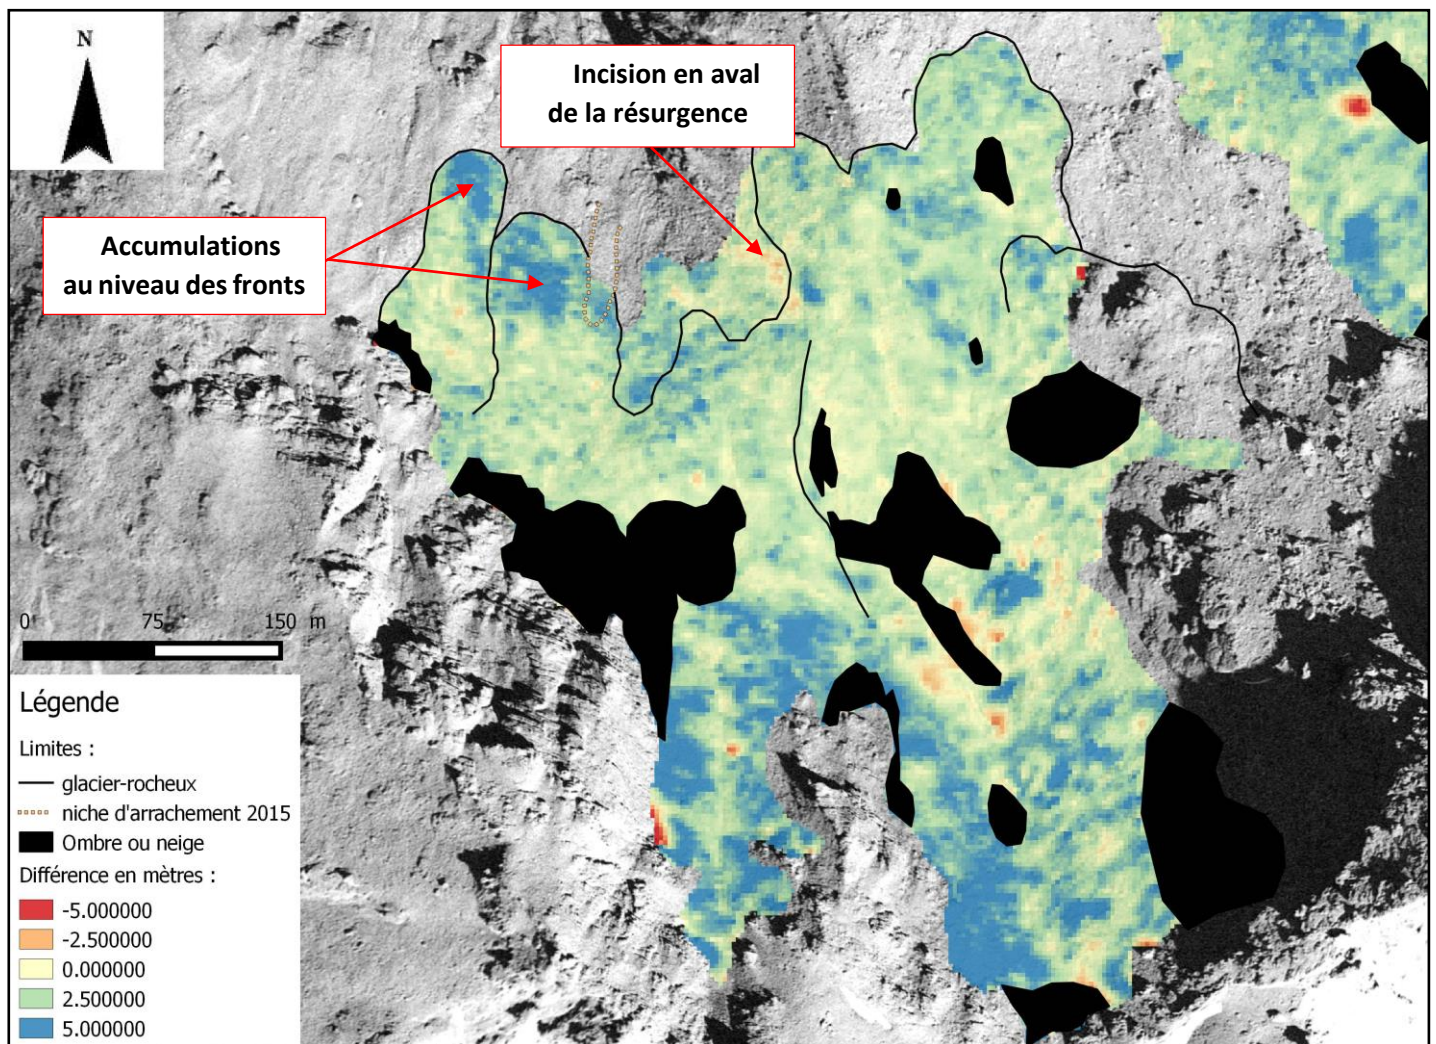 N
Incision en aval
de la résurgence
Accumulations
au niveau des fronts
0 75 150 m
Légende
Limites :
glacier-rocheux
niche d'arrachement 2015
Ombre ou neige
Différence en mètres :
-5.000000
-2.500000
0.000000
2.500000
5.000000